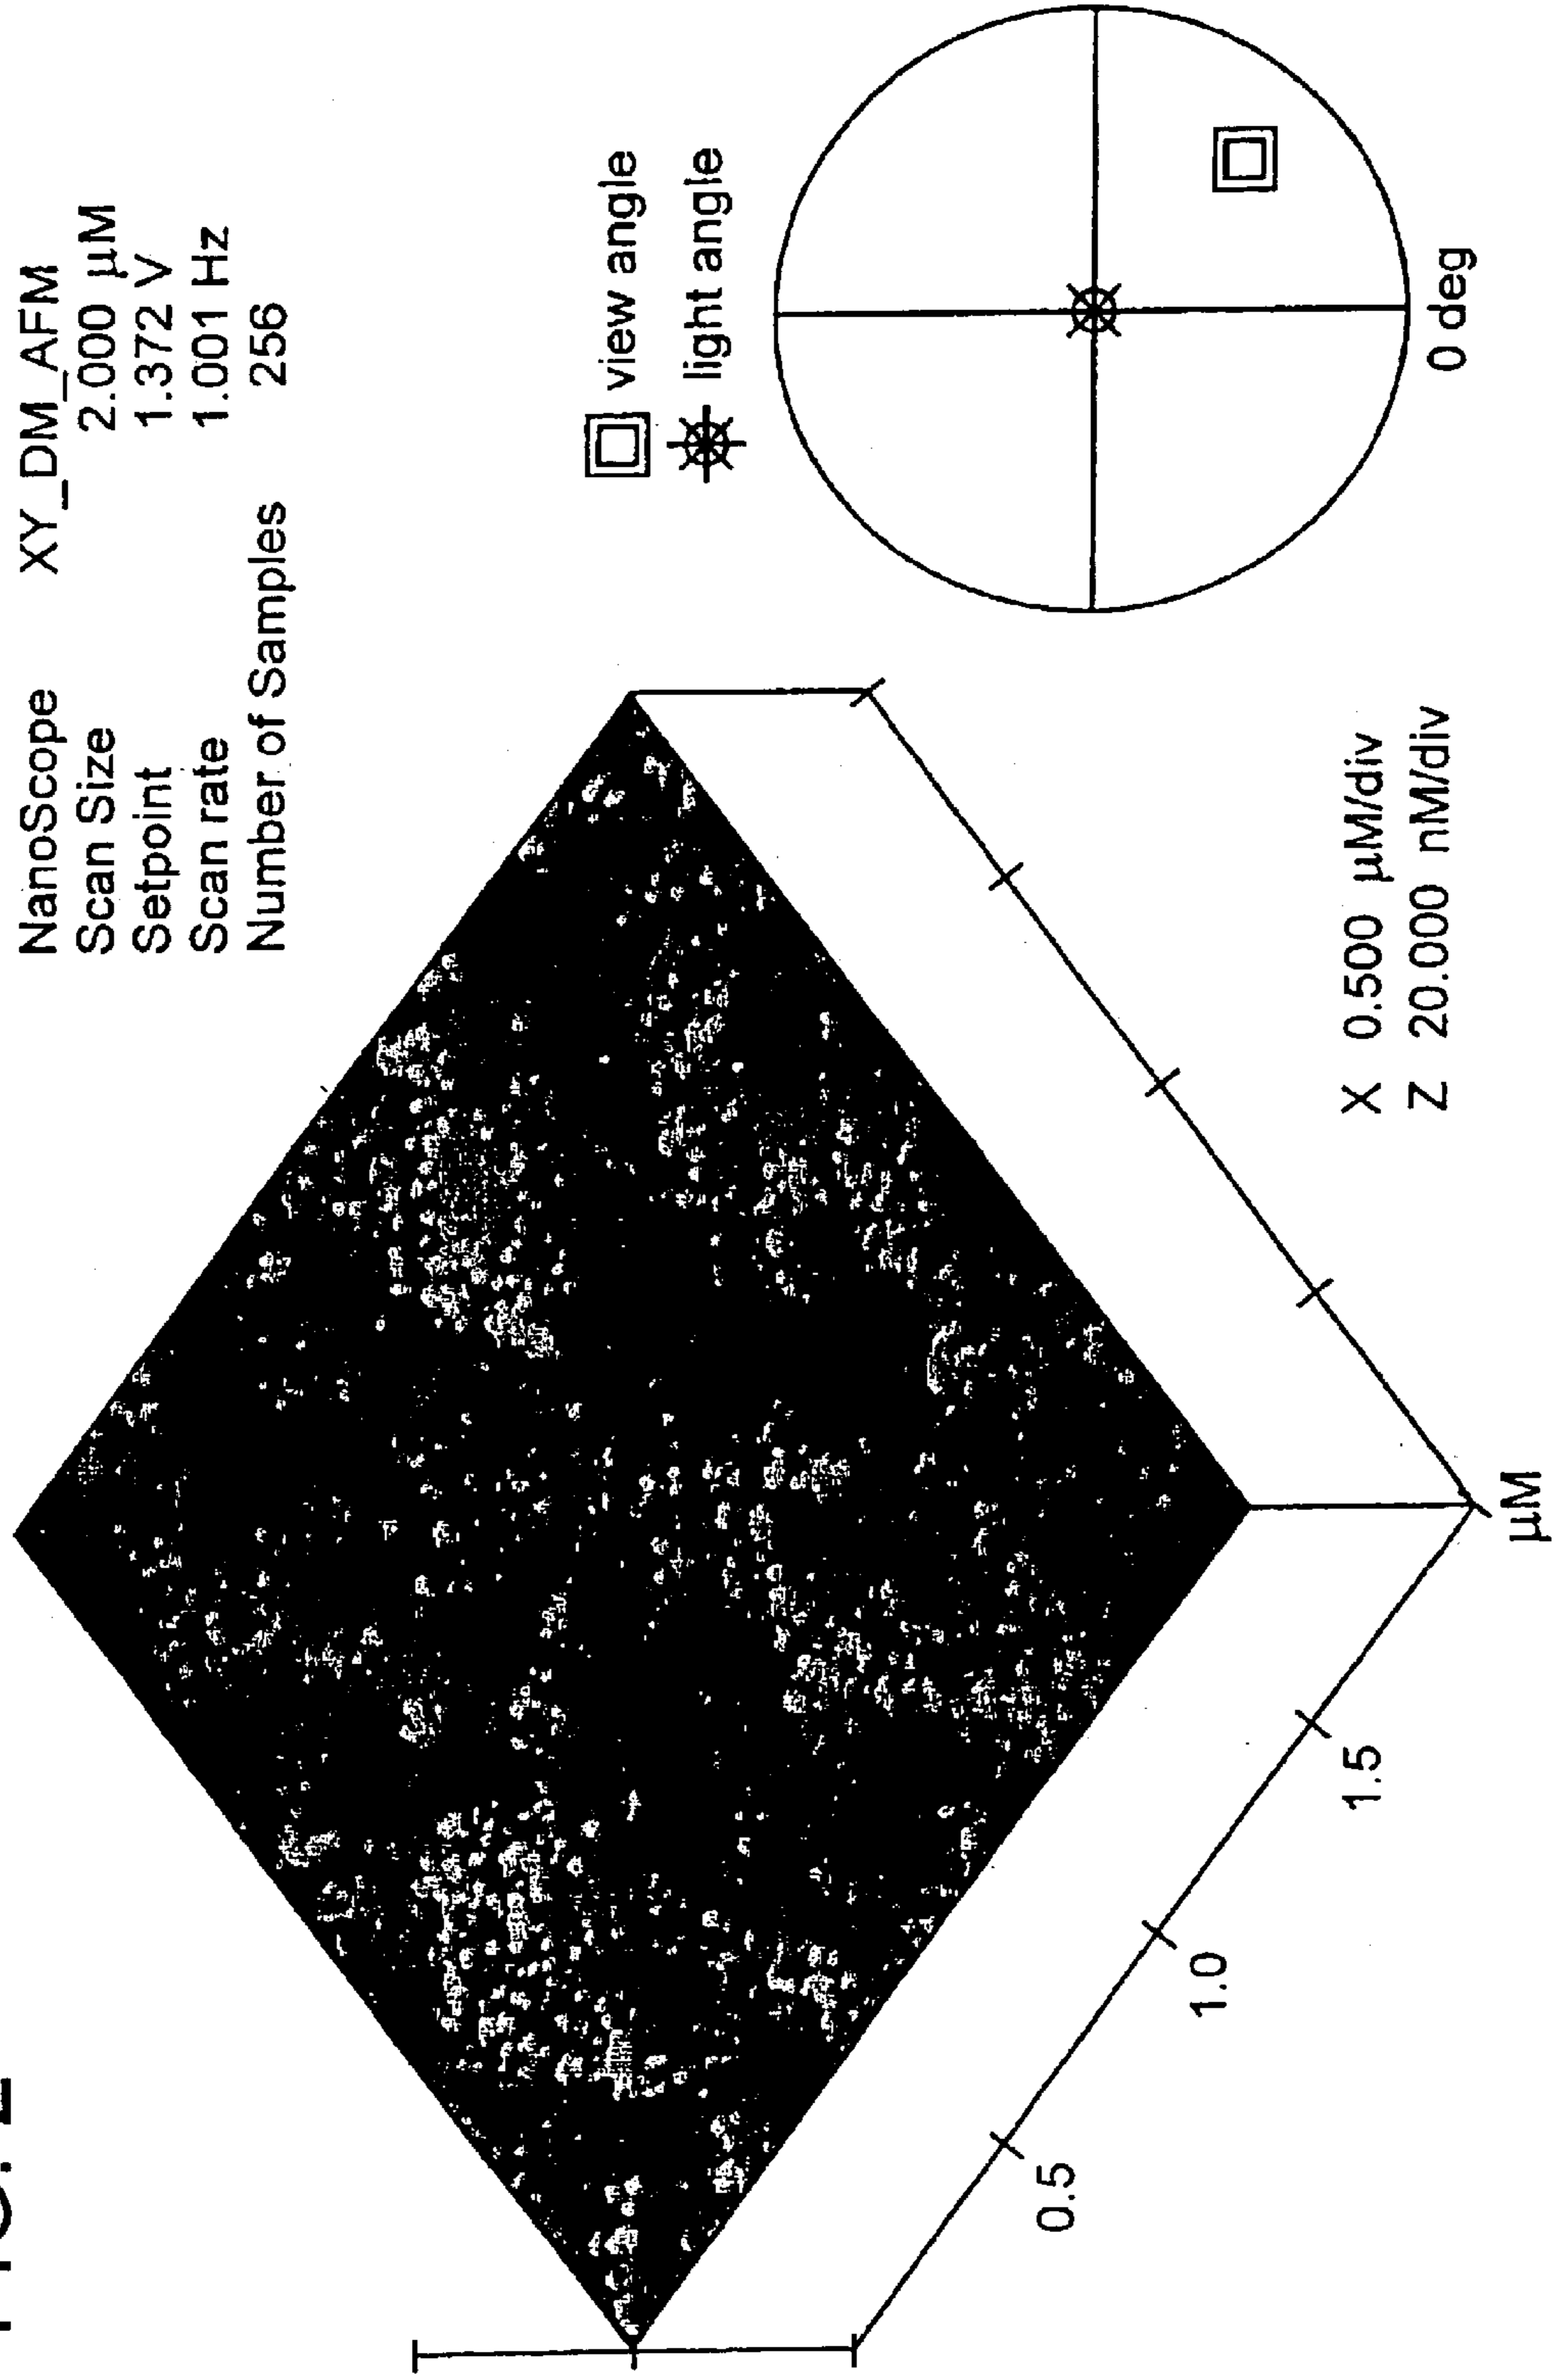 NanoScope XY_DM_AFM
Scan Size 2.000 µM
Setpoint 1.372 V
Scan rate 1.001 Hz
Number of Samples 256
view angle
light angle
0 deg
X 0.500 µM/div
Z 20.000 nM/div
0.5
1.0
1.5
µM